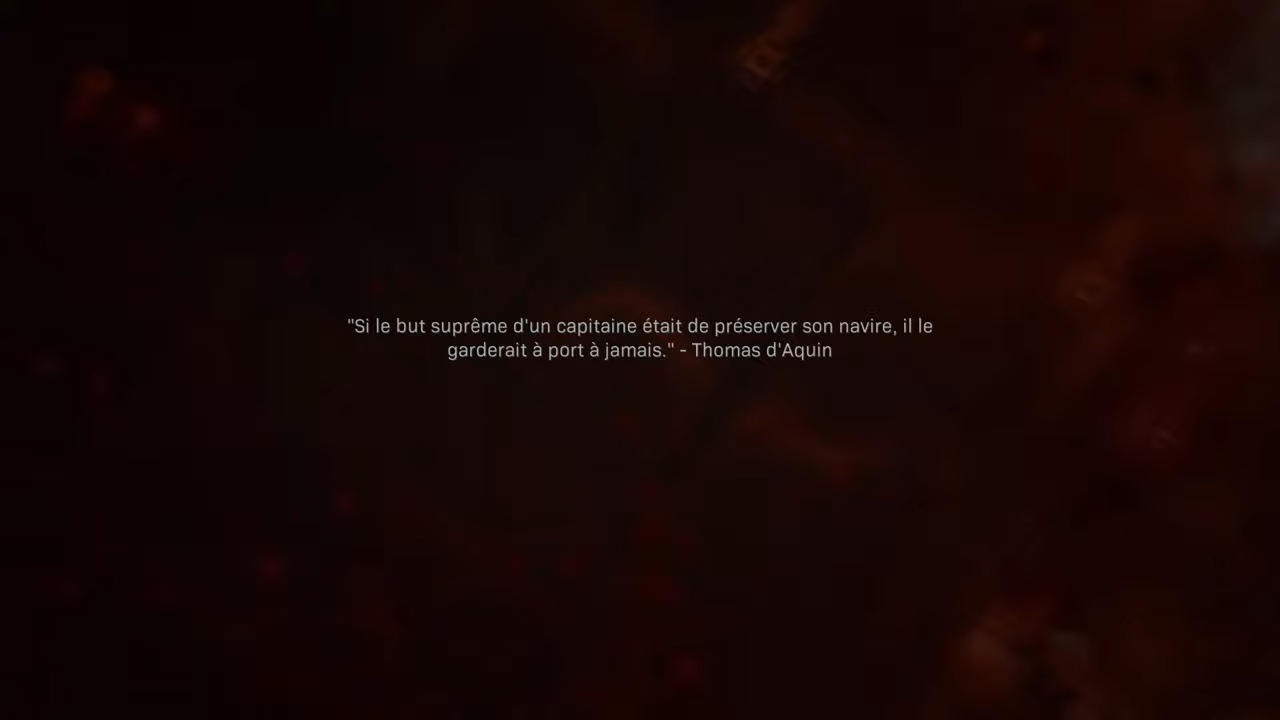 "Si le but suprême d'un capitaine était de préserver son navire, il le
garderait à port à jamais." - Thomas d'Aquin